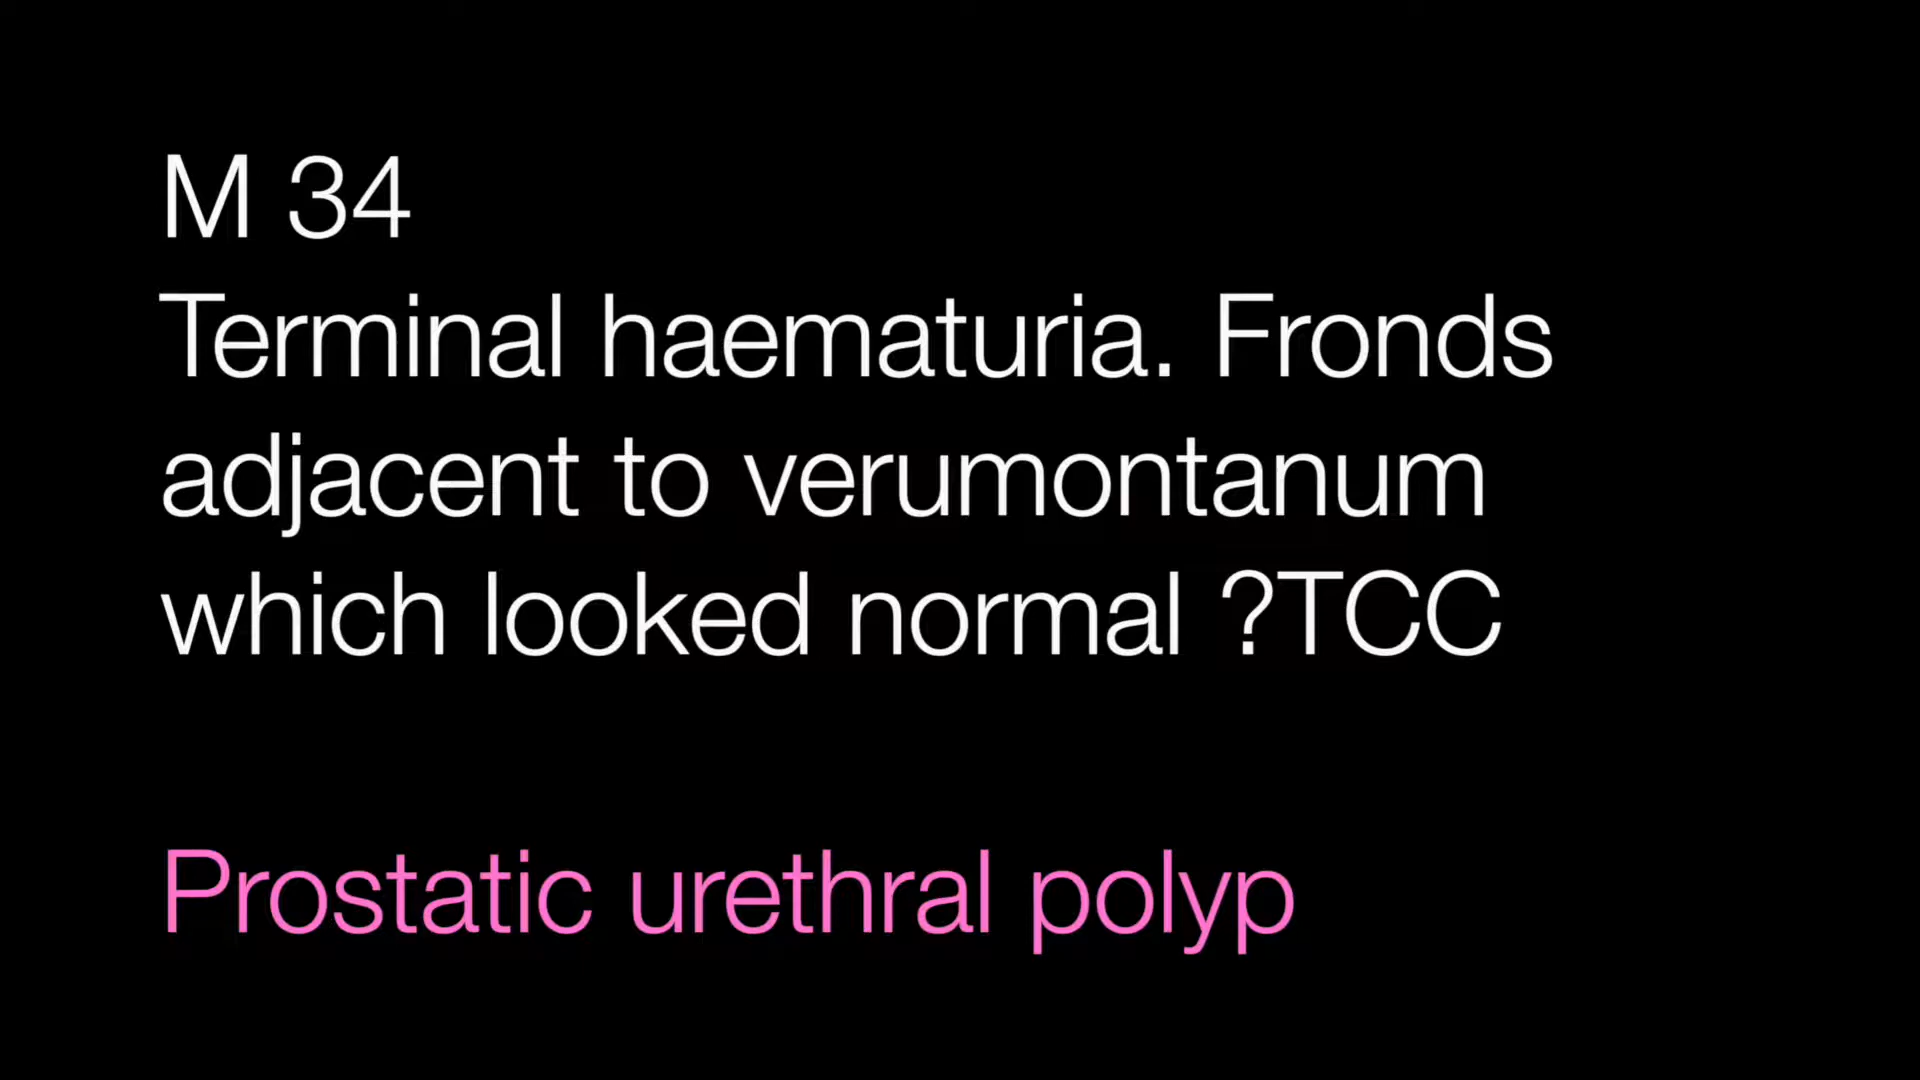 M 34
Terminal haematuria. Fronds
adjacent to verumontanum
which looked normal ?TCC
Prostatic urethral polyp